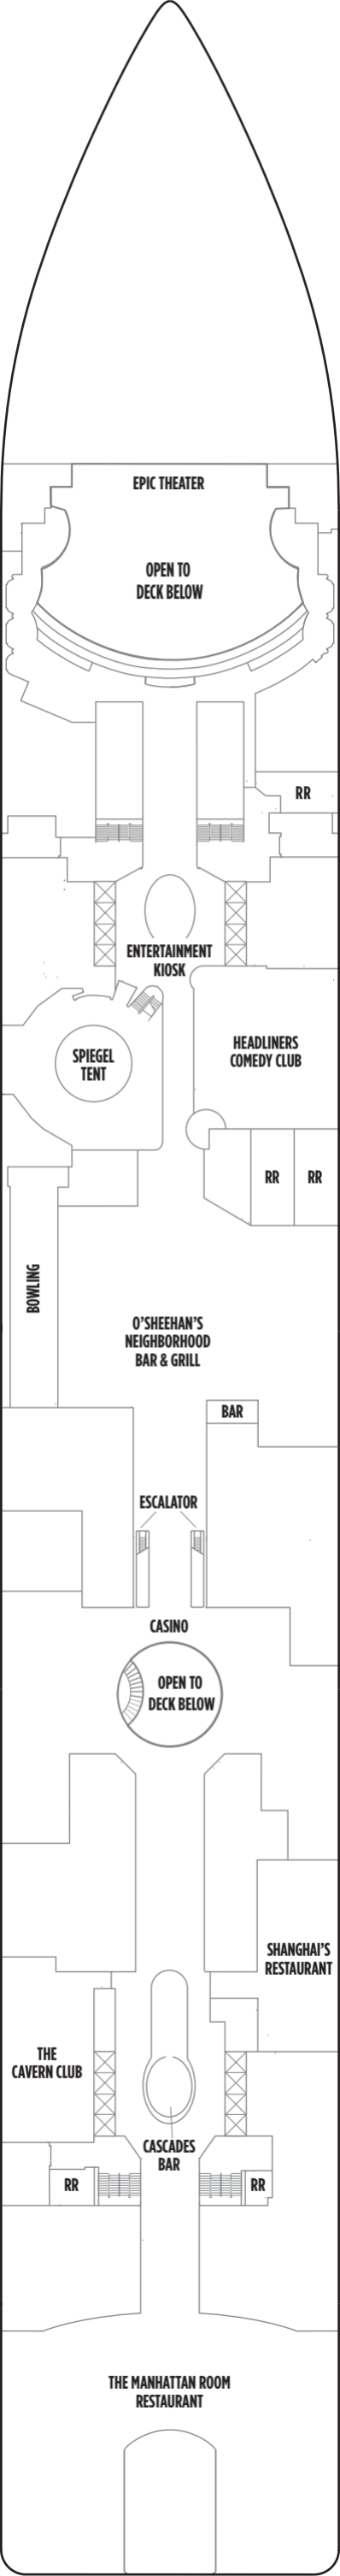 EPIC THEATER
OPEN TO
DECK BELOW
RR
ENTERTAINMENT
KIOSK
HEADLINERS
COMEDY CLUB
SPIEGEL
TENT
RR
RR
BOWLING
O'SHEEHAN'S
NEIGHBORHOOD
BAR & GRILL
BAR
ESCALATOR
CASINO
OPEN TO
DECK BELOW
SHANGHAI'S
RESTAURANT
THE
CAVERN CLUB
CASCADES
BAR
RR
RR
THE MANHATTAN ROOM
RESTAURANT